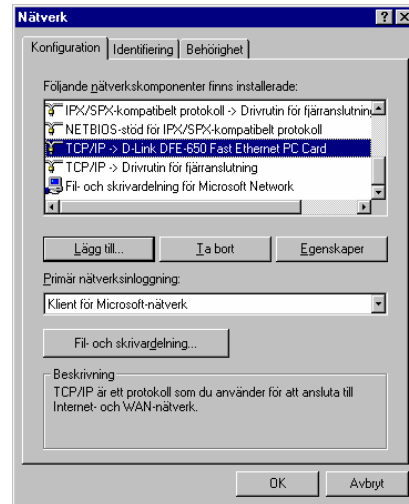 Nätverk
Konfiguration Identifiering Behörighet
Följande nätverkskomponenter finns installerade:
IPX/SPX-kompatibelt protokoll -> Drivrutin för fjärranslutning
NETBIOS-stöd för IPX/SPX-kompatibelt protokoll
TCP/IP -> D-Link DFE-650 Fast Ethernet PC Card
TCP/IP -> Drivrutin för fjärranslutning
Fil- och skrivardelning för Microsoft Network
Lägg till... Ta bort Egenskaper
Primär nätverksinloggning:
Klient för Microsoft-nätverk
Fil- och skrivardelning...
Beskrivning
TCP/IP är ett protokoll som du använder för att ansluta till
Internet- och WAN-nätverk.
OK Avbryt